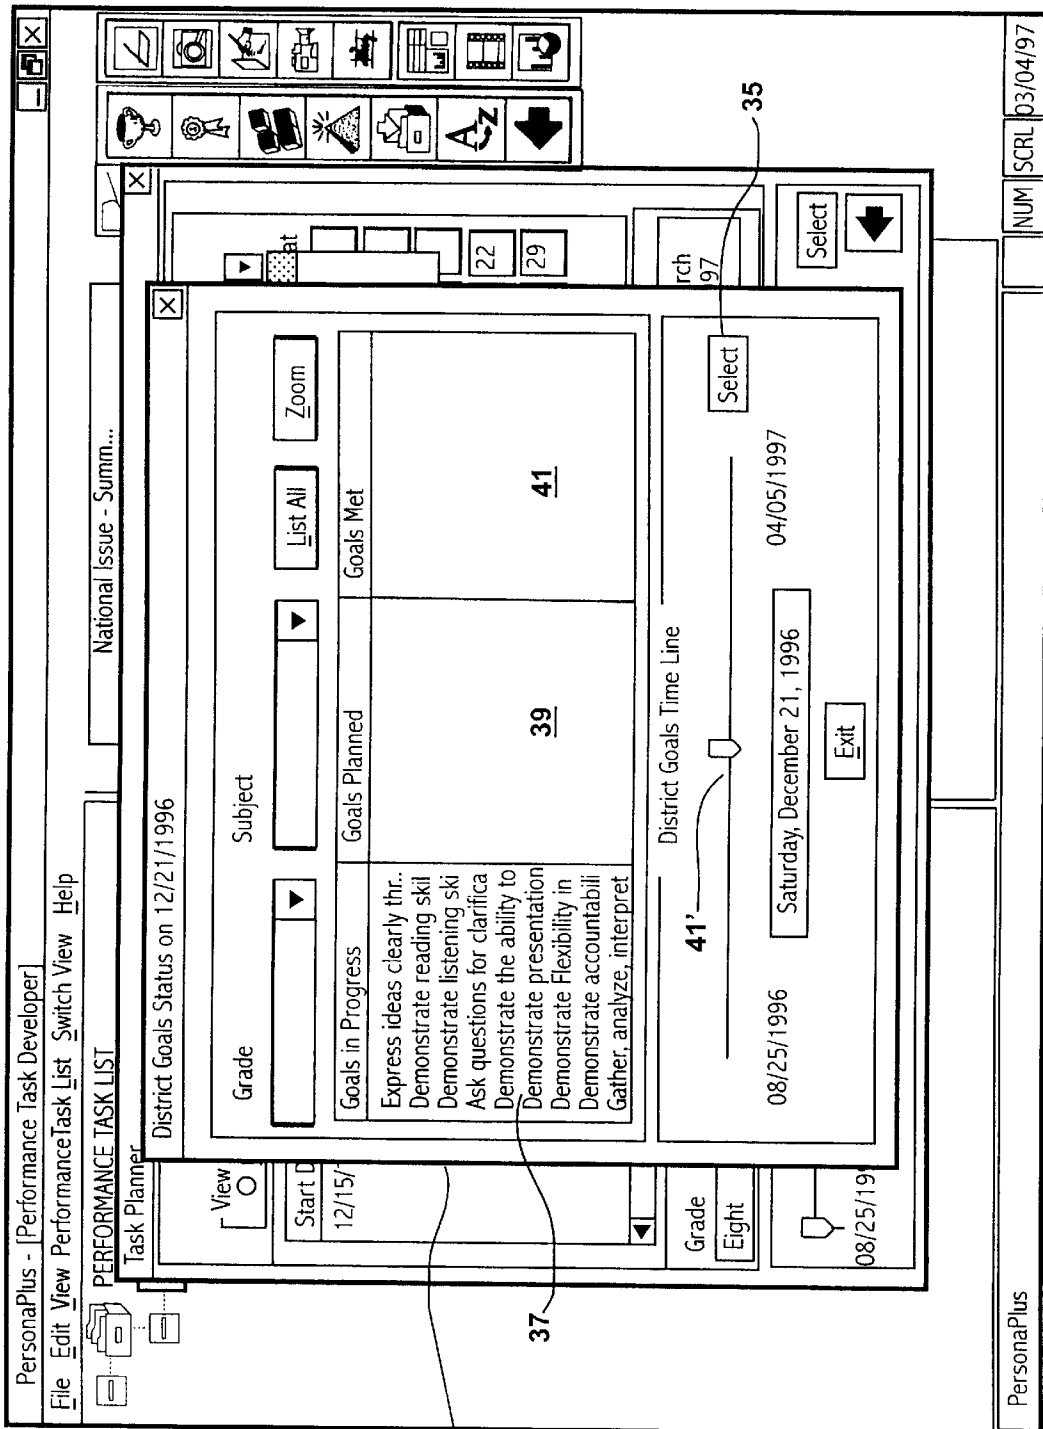 PersonaPlus - [Performance Task Developer]
File Edit View PerformanceTask List Switch View Help
PERFORMANCE TASK LIST
National Issue - Summ...
Task Planner
District Goals Status on 12/21/1996
View
at
Grade
Subject
List All
Zoom
Start D
12/15/
22
29
Goals in Progress
Goals Planned
Goals Met
Express ideas clearly thr..
Demonstrate reading skil
Demonstrate listening ski
Ask questions for clarifica
Demonstrate the ability to
Demonstrate presentation
Demonstrate Flexibility in
Demonstrate accountabili
Gather, analyze, interpret
37
39
41
District Goals Time Line
Grade
Eight
rch
97
41'
Select
35
08/25/1996
04/05/1997
Saturday, December 21, 1996
Exit
Select
08/25/19
PersonaPlus
NUM
SCRL
03/04/97
A
Z